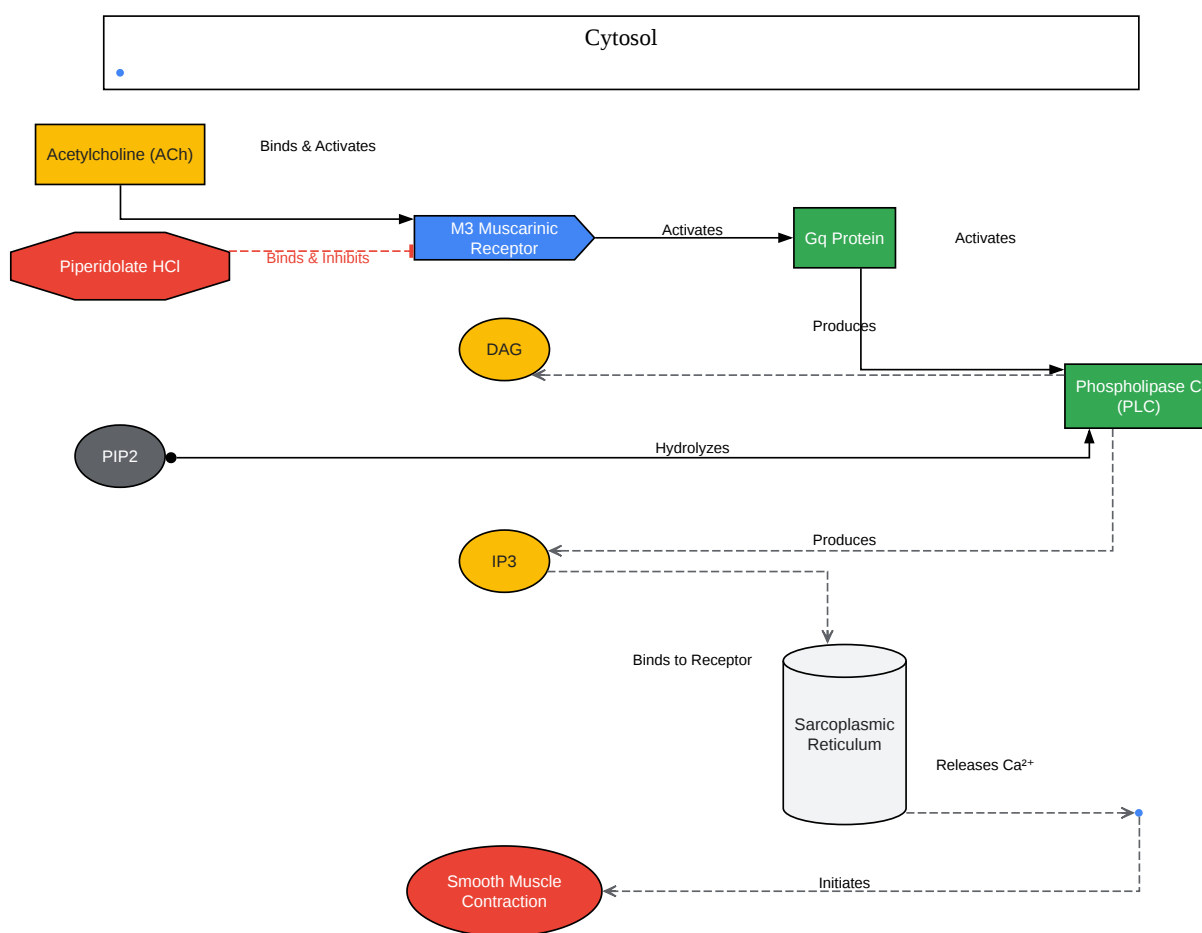 Cytosol
Acetylcholine (ACh)
Binds & Activates
M3 Muscarinic
Receptor
Activates
Gq Protein
Activates
Piperidolate HCl
Binds & Inhibits
Produces
DAG
Phospholipase C
(PLC)
PIP2
Hydrolyzes
Produces
IP3
Binds to Receptor
Sarcoplasmic
Reticulum
Releases Ca²⁺
Smooth Muscle
Contraction
Initiates